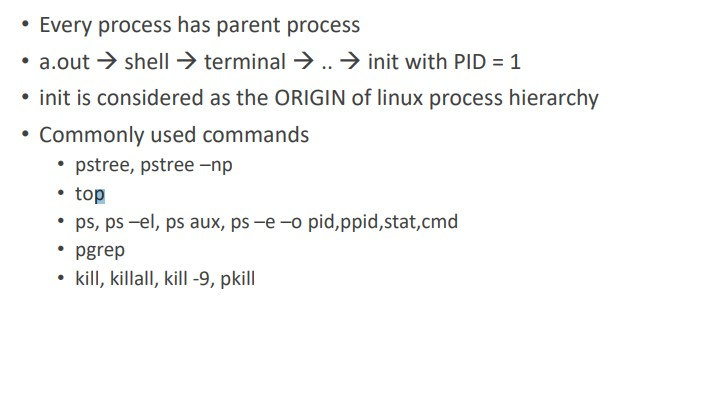 • Every process has parent process
• a.out → shell → terminal → .. → init with PID = 1
• init is considered as the ORIGIN of linux process hierarchy
• Commonly used commands
• pstree, pstree –np
• top
• ps, ps –el, ps aux, ps –e –o pid,ppid,stat,cmd
• pgrep
• kill, killall, kill -9, pkill